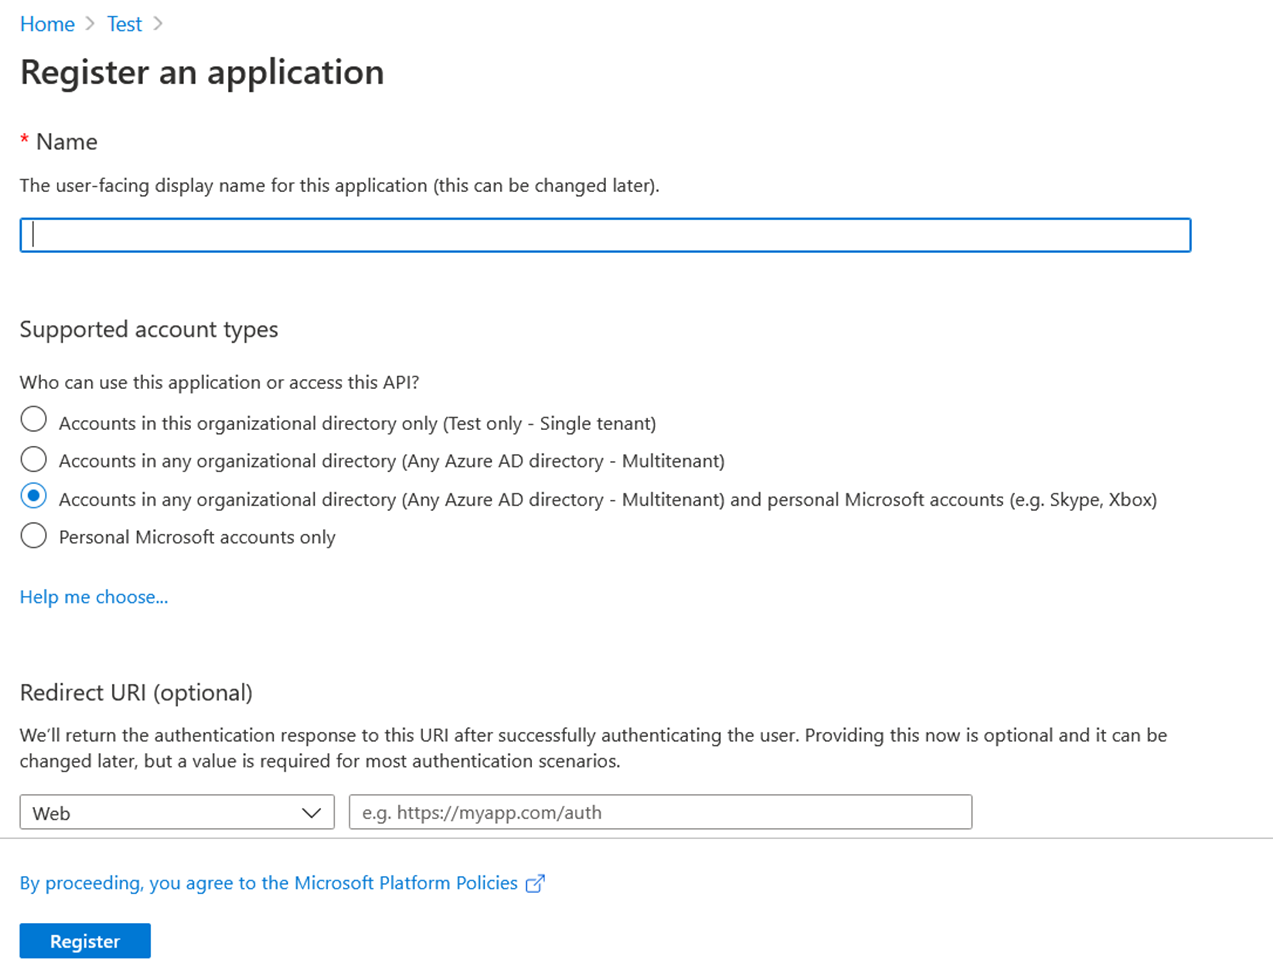 Home > Test >
Register an application
* Name
The user-facing display name for this application (this can be changed later).
Supported account types
Who can use this application or access this API?
Accounts in this organizational directory only (Test only - Single tenant)
Accounts in any organizational directory (Any Azure AD directory - Multitenant)
Accounts in any organizational directory (Any Azure AD directory - Multitenant) and personal Microsoft accounts (e.g. Skype, Xbox)
Personal Microsoft accounts only
Help me choose...
Redirect URI (optional)
We'll return the authentication response to this URI after successfully authenticating the user. Providing this now is optional and it can be
changed later, but a value is required for most authentication scenarios.
Web e.g. https://myapp.com/auth
By proceeding, you agree to the Microsoft Platform Policies
Register